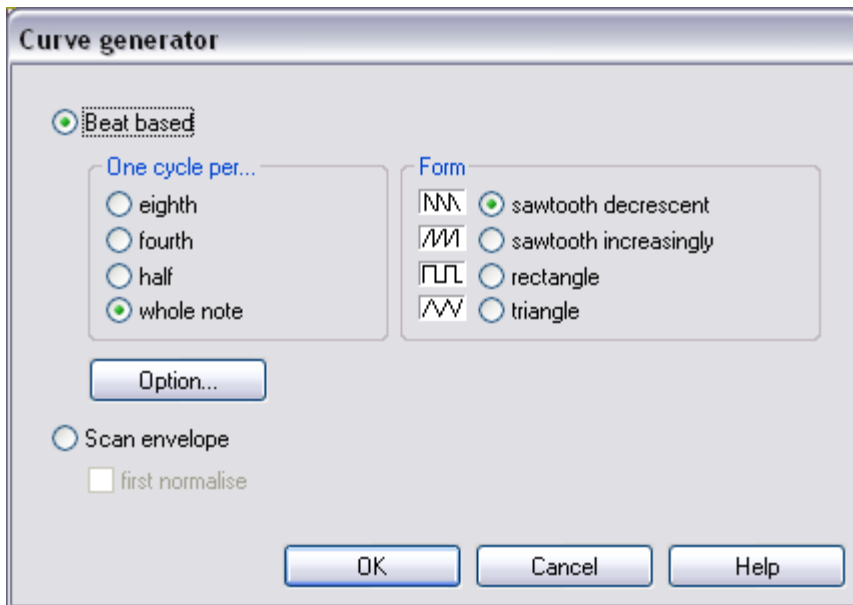 Curve generator
Beat based
One cycle per...
eighth
fourth
half
whole note
Form
sawtooth decrescent
sawtooth increasingly
rectangle
triangle
Option...
Scan envelope
first normalise
OK
Cancel
Help